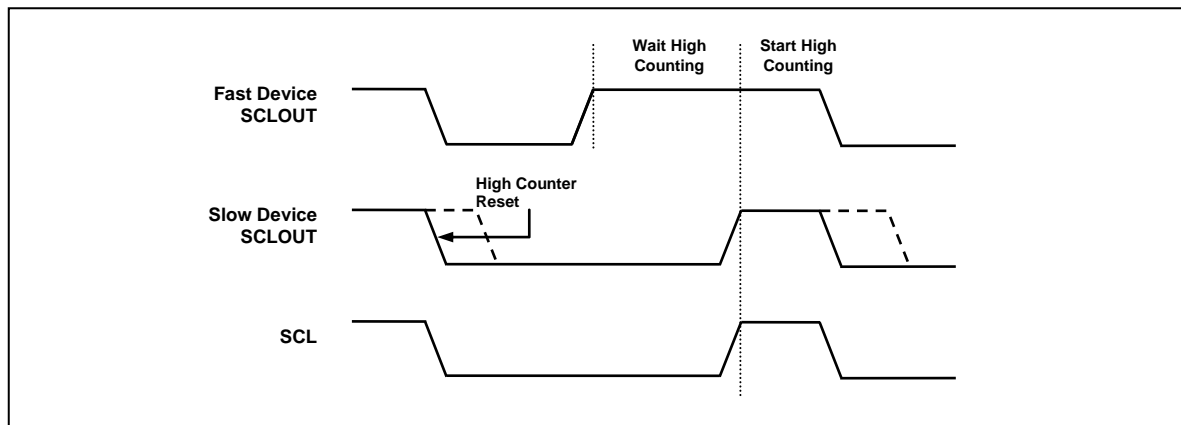 Wait High
Counting
Start High
Counting
Fast Device
SCLOUT
High Counter
Reset
Slow Device
SCLOUT
SCL